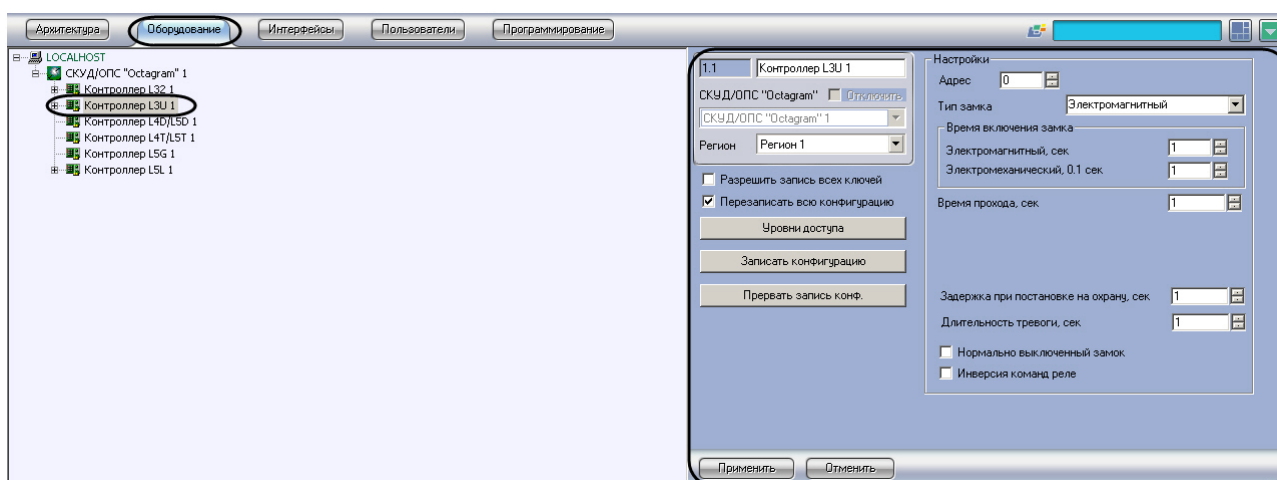 Архитектура Оборудование Интерфейсы Пользователи Программирование
LOCALHOST
СКУД/ОПС "Octagram" 1
Контроллер L32 1
Контроллер L3U 1
Контроллер L4D/L5D 1
Контроллер L4T/L5T 1
Контроллер L5G 1
Контроллер L5L 1
1.1 Контроллер L3U 1
СКУД/ОПС "Octagram" Отключить
СКУД/ОПС "Octagram" 1
Регион Регион 1
Разрешить запись всех ключей
Перезаписать всю конфигурацию
Уровни доступа
Записать конфигурацию
Прервать запись конф.
Настройки
Адрес 0
Тип замка Электромагнитный
Время включения замка
Электромагнитный, сек 1
Электромеханический, 0.1 сек 1
Время прохода, сек 1
Задержка при постановке на охрану, сек 1
Длительность тревоги, сек 1
Нормально выключенный замок
Инверсия команд реле
Применить Отменить